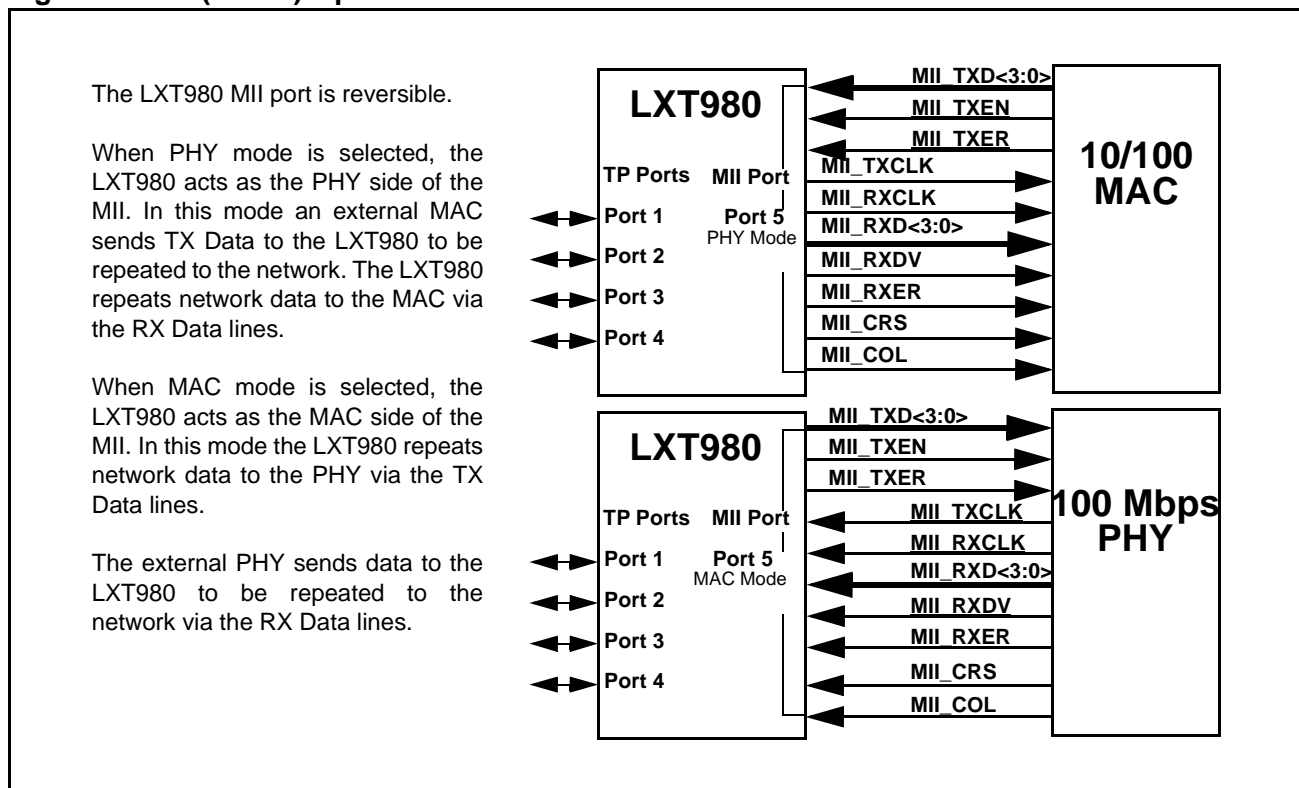 The LXT980 MII port is reversible.
When PHY mode is selected, the
LXT980 acts as the PHY side of the
MII. In this mode an external MAC
sends TX Data to the LXT980 to be
repeated to the network. The LXT980
repeats network data to the MAC via
the RX Data lines.
When MAC mode is selected, the
LXT980 acts as the MAC side of the
MII. In this mode the LXT980 repeats
network data to the PHY via the TX
Data lines.
The external PHY sends data to the
LXT980 to be repeated to the
network via the RX Data lines.
LXT980
TP Ports
Port 1
Port 2
Port 3
Port 4
MII Port
Port 5
PHY Mode
MII_TXD<3:0>
MII_TXEN
MII_TXER
MII_TXCLK
MII_RXCLK
MII_RXD<3:0>
MII_RXDV
MII_RXER
MII_CRS
MII_COL
10/100
MAC
LXT980
TP Ports
Port 1
Port 2
Port 3
Port 4
MII Port
Port 5
MAC Mode
MII_TXD<3:0>
MII_TXEN
MII_TXER
MII_TXCLK
MII_RXCLK
MII_RXD<3:0>
MII_RXDV
MII_RXER
MII_CRS
MII_COL
100 Mbps
PHY